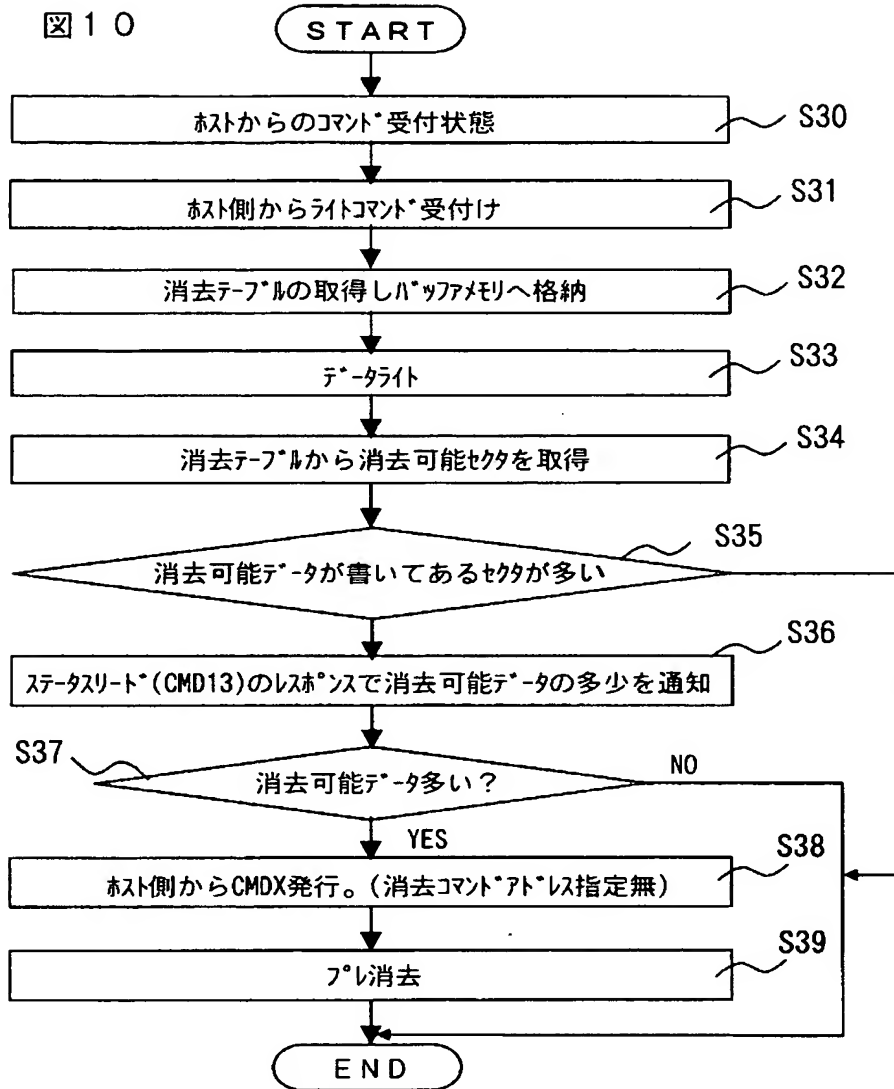 図10
START
ホストからのコマンド受付状態
S30
ホスト側からライトコマンド受付け
S31
消去テーブルの取得しバッファメモリへ格納
S32
データライト
S33
消去テーブルから消去可能セクタを取得
S34
消去可能データが書いてあるセクタが多い
S35
ステータスリード(CMD13)のレスポンスで消去可能データの多少を通知
S36
S37
消去可能データ多い?
NO
YES
ホスト側からCMDX発行。(消去コマンドアドレス指定無)
S38
プレ消去
S39
END